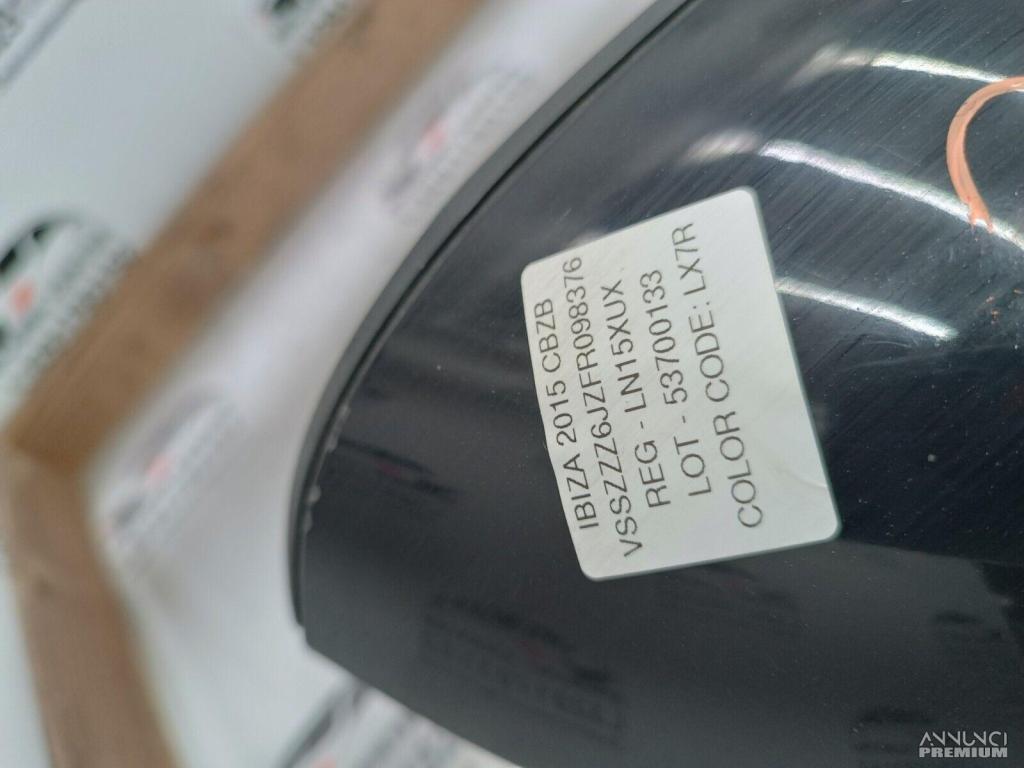 IBIZA 2015 CBZB
VSSZZZ6JZFR098376
REG - LN15XUX.
LOT - 53700133
COLOR CODE: LX7R
ANNUNCI
PREMIUM